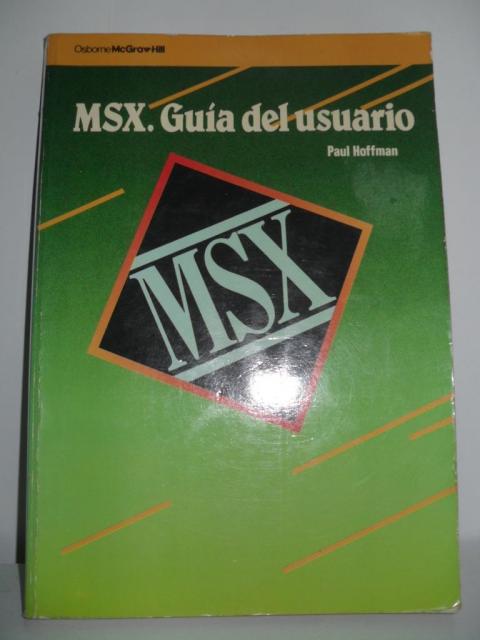 Osborne McGraw-Hill
MSX. Guía del usuario
Paul Hoffman
MSX